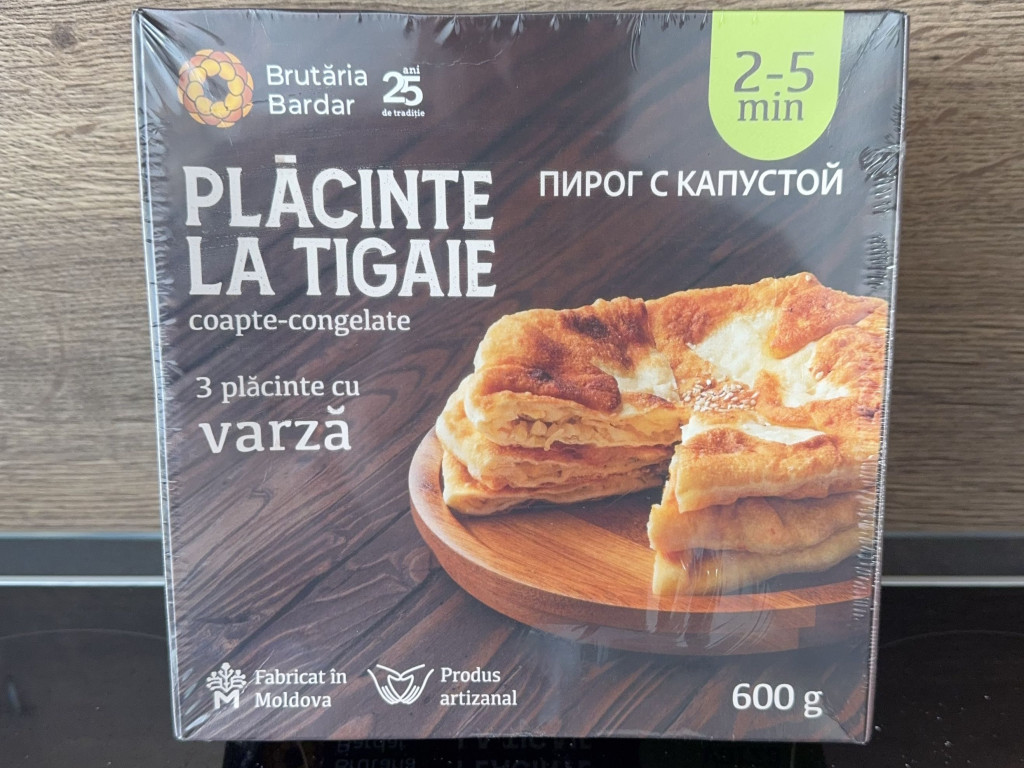 Brutăria
Bardar
25 ani
de tradiție
2-5
min
PLĂCINTE
LA TIGAIE
coapte-congelate
ПИРОГ С КАПУСТОЙ
3 plăcinte cu
varză
Fabricat în
Moldova
Produs
artizanal
600 g